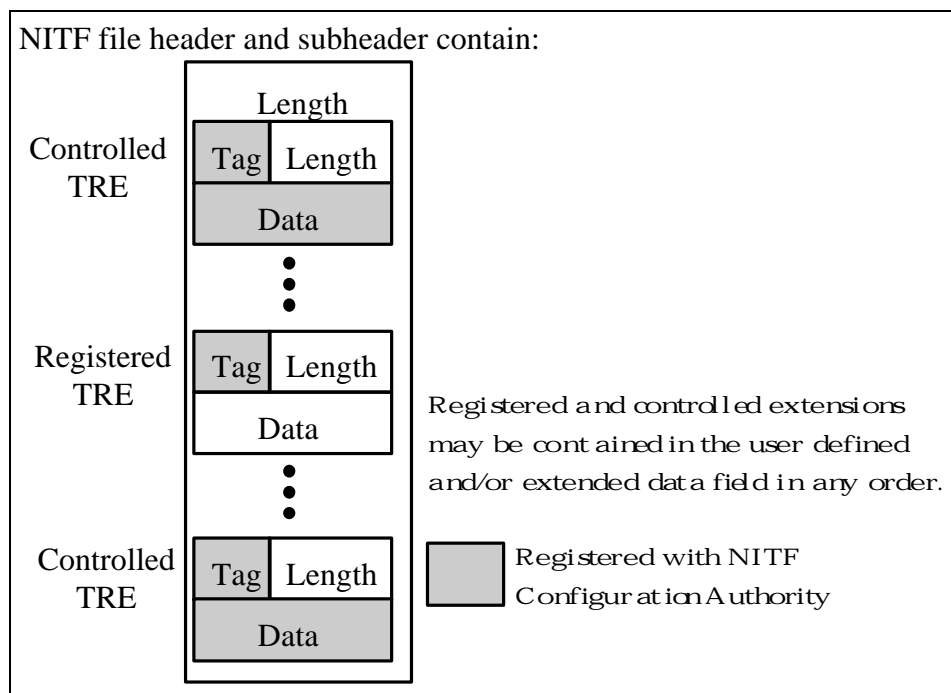 NITF file header and subheader contain:
Length
Controlled
TRE
Tag Length
Data
Registered
TRE
Tag Length
Data
Registered and controlled extensions
may be contained in the user defined
and/or extended data field in any order.
Controlled
TRE
Tag Length
Data
Registered with NITF
Configuration Authority